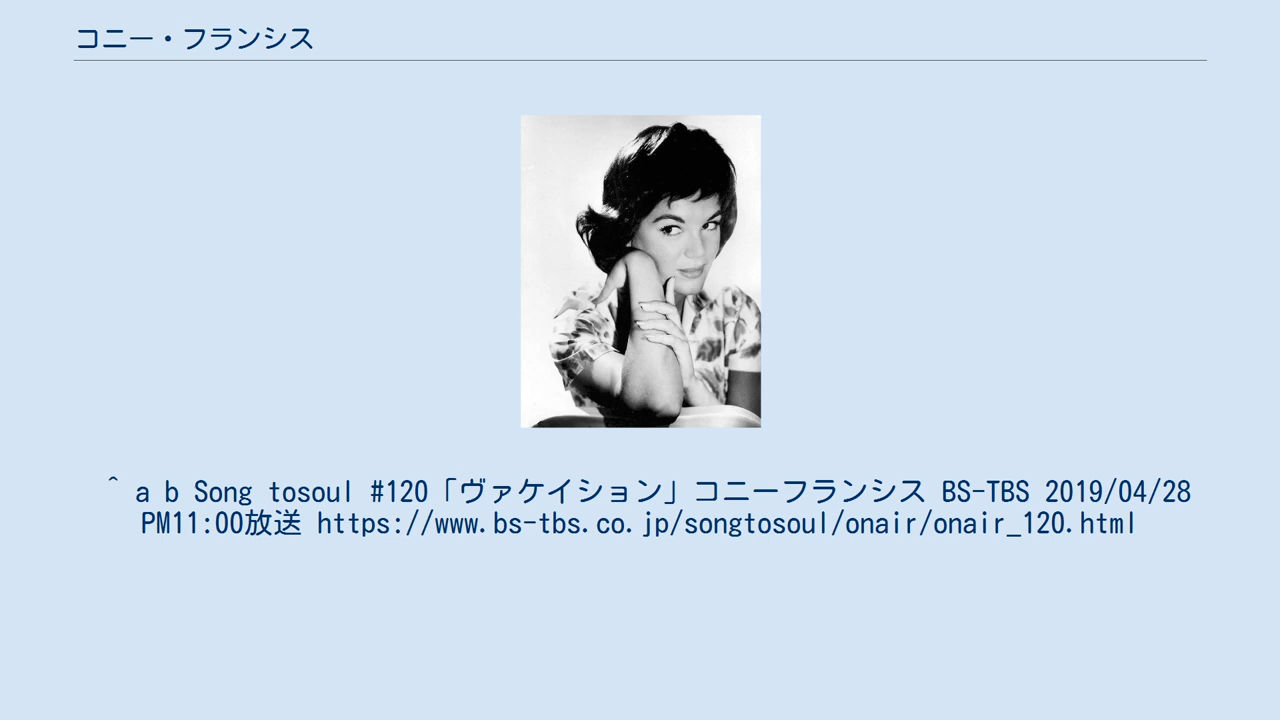 コニー・フランシス
^ a b Song tosoul #120「ヴァケイション」コニーフランシス BS-TBS 2019/04/28
PM11:00放送 https://www.bs-tbs.co.jp/songtosoul/onair/onair_120.html